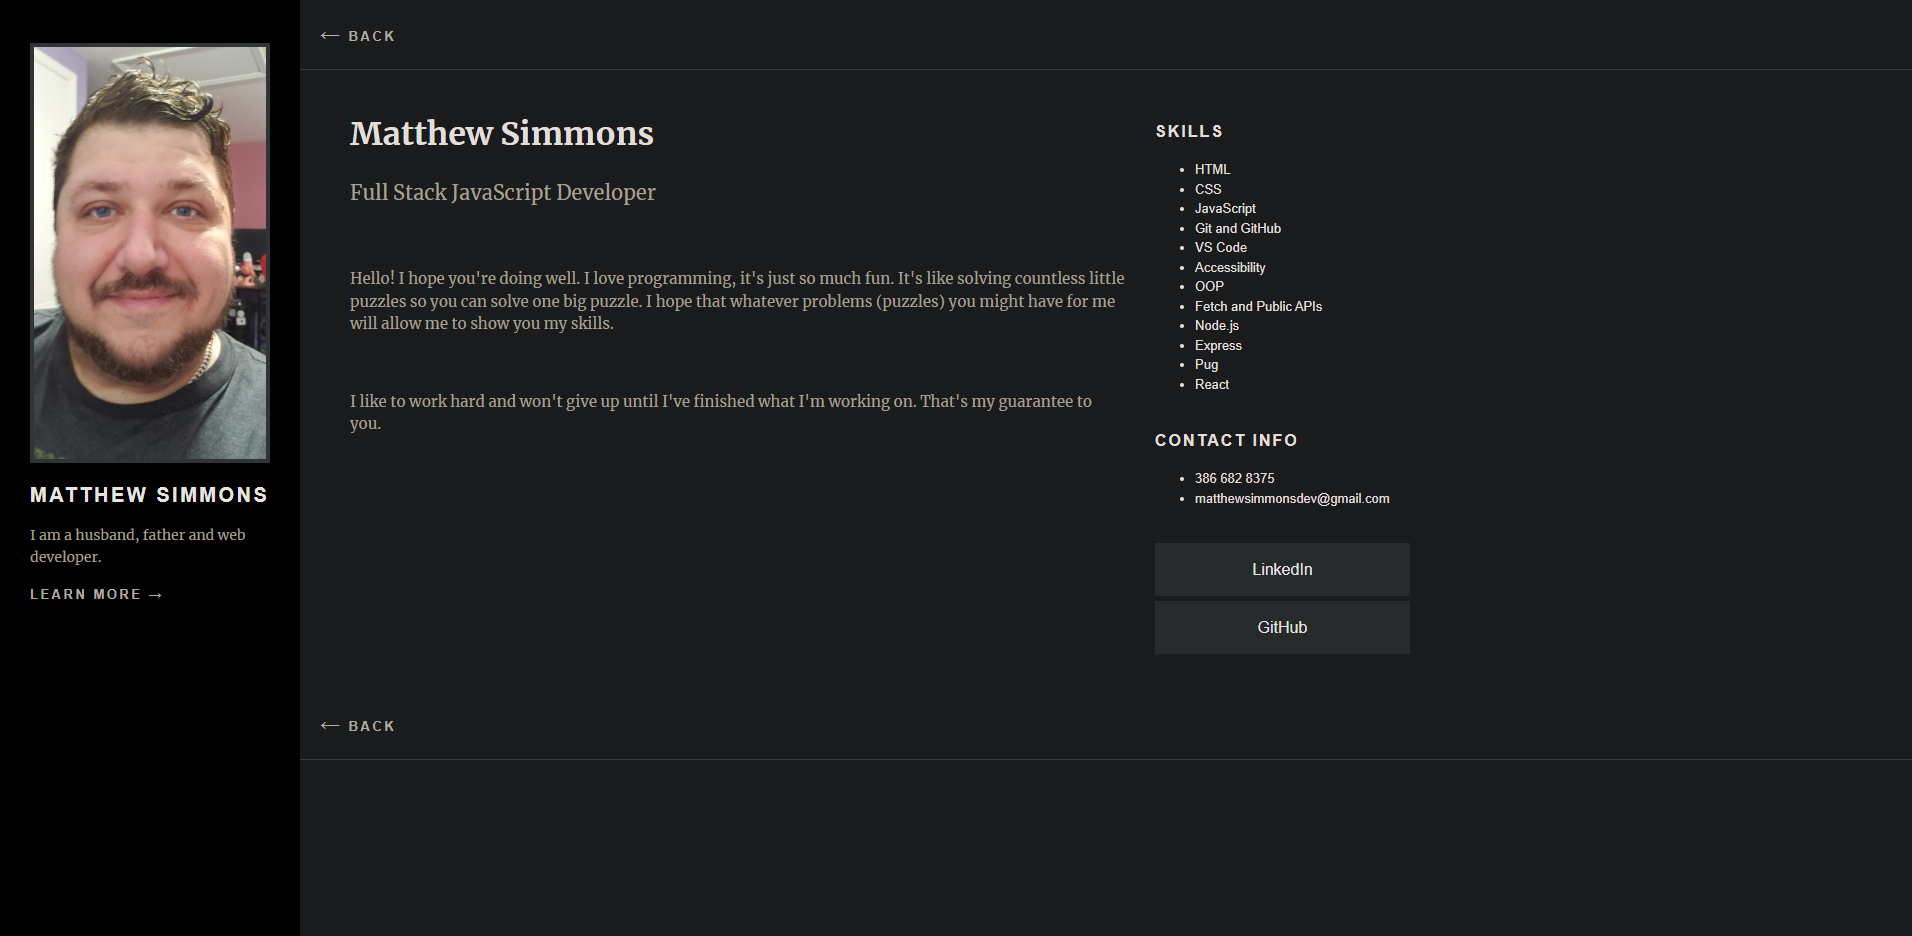 ← BACK
MATTHEW SIMMONS
I am a husband, father and web
developer.
LEARN MORE →
Matthew Simmons
Full Stack JavaScript Developer
Hello! I hope you're doing well. I love programming, it's just so much fun. It's like solving countless little
puzzles so you can solve one big puzzle. I hope that whatever problems (puzzles) you might have for me
will allow me to show you my skills.
I like to work hard and won't give up until I've finished what I'm working on. That's my guarantee to
you.
SKILLS
• HTML
• CSS
• JavaScript
• Git and GitHub
• VS Code
• Accessibility
• OOP
• Fetch and Public APIs
• Node.js
• Express
• Pug
• React
CONTACT INFO
• 386 682 8375
• matthewsimmonsdev@gmail.com
LinkedIn
GitHub
← BACK